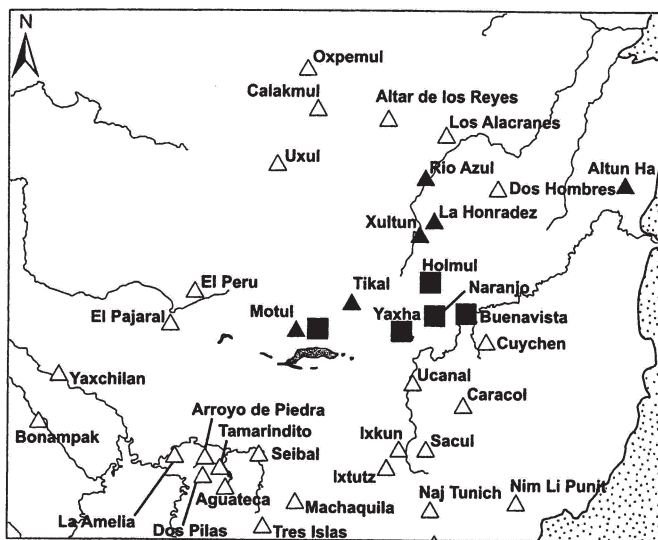 N
Oxpemul
Calakmul
Altar de los Reyes
Los Alacranes
Uxul
Rio Azul
Altun Ha
Dos Hombres
La Honradez
Xultun
Holmul
El Peru
Tikal
Naranjo
El Pajaral
Motul
Yaxha
Buenavista
Cuychen
Yaxchilan
Ucanal
Caracol
Arroyo de Piedra
Tamarindito
Bonampak
Seibal
Ixkun
Sacul
Ixtutz
Aguateca
La Amelia
Dos Pilas
Machaquila
Naj Tunich
Nim Li Punit
Tres Islas